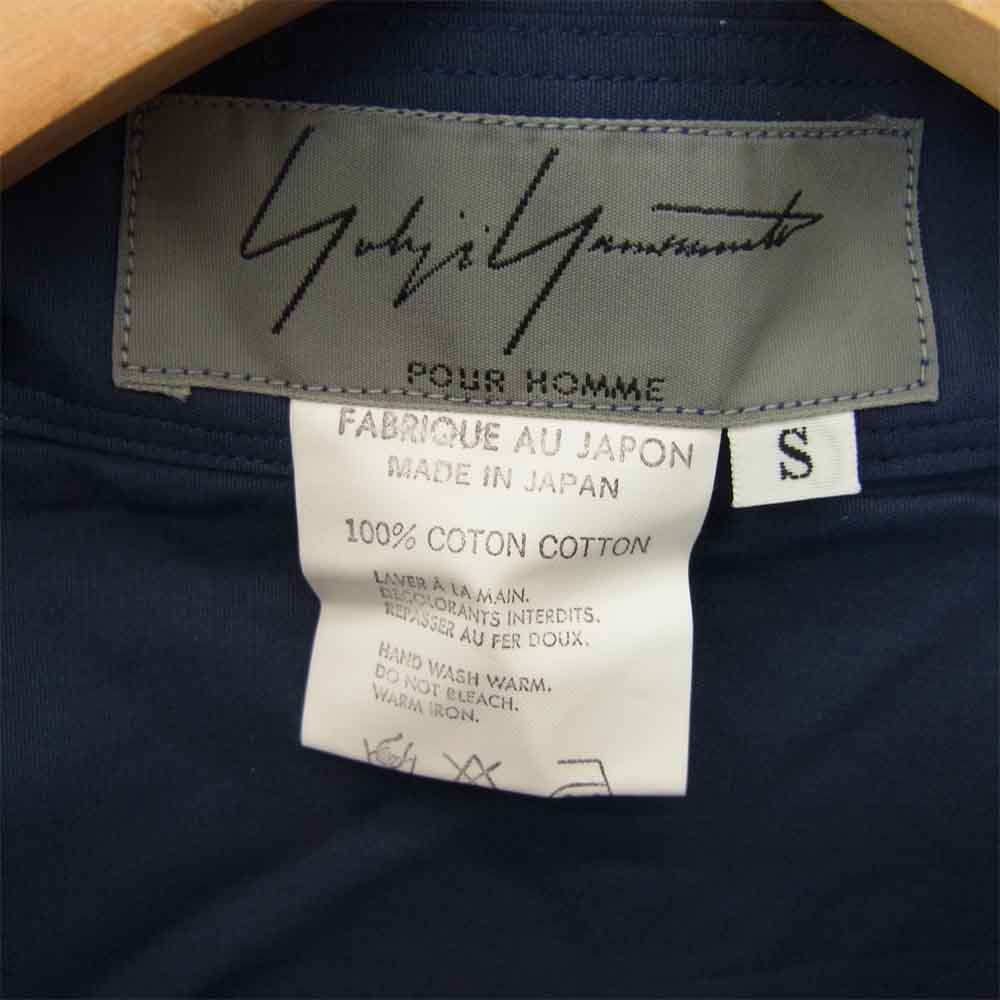 Yohji Yamamoto
POUR HOMME
FABRIQUE AU JAPON
MADE IN JAPAN
S
100% COTON COTTON
LAVER À LA MAIN.
DECOLORANTS INTERDITS.
REPASSER AU FER DOUX.
HAND WASH WARM.
DO NOT BLEACH.
WARM IRON.